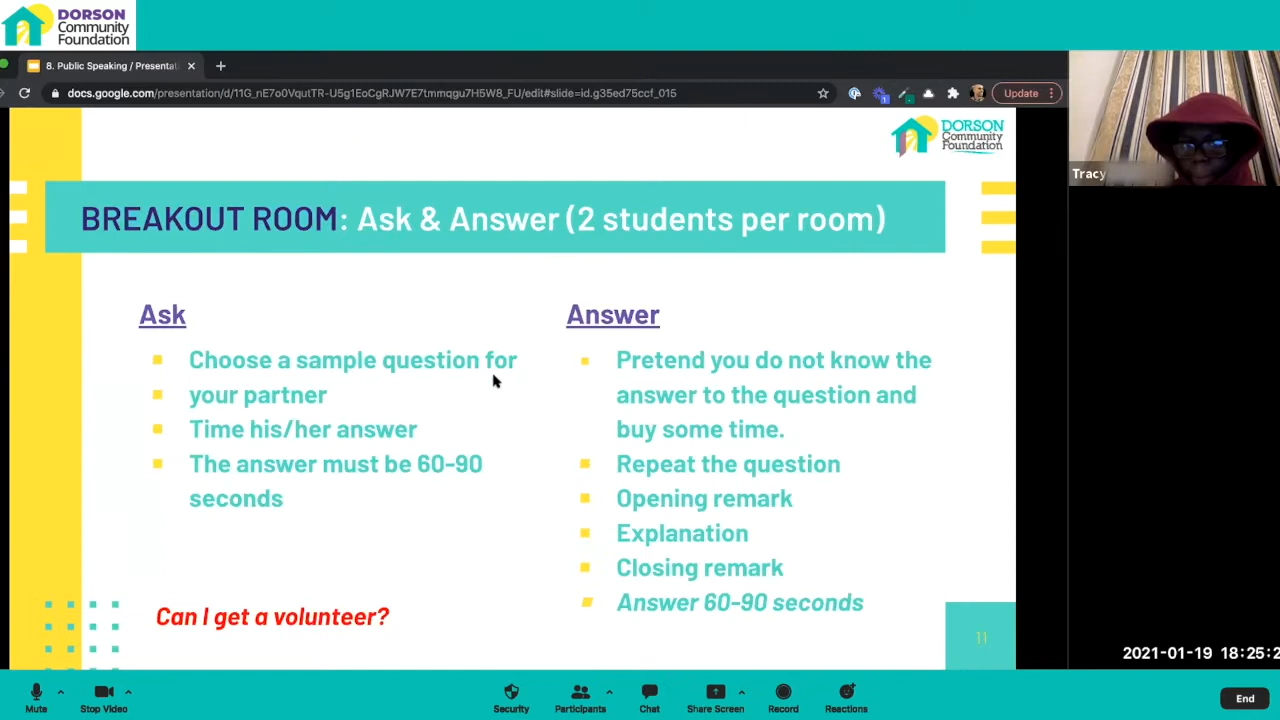 DORSON
Community
Foundation
8. Public Speaking / Presentati
docs.google.com/presentation/d/11G_nE7o0VqutTR-U5g1EoCgRJW7E7tmmqgu7H5W8_FU/edit#slide=id.g35ed75ccf_015
Update
DORSON
Community
Foundation
Tracy
BREAKOUT ROOM: Ask & Answer (2 students per room)
Ask
Choose a sample question for
your partner
Time his/her answer
The answer must be 60-90
seconds
Answer
Pretend you do not know the
answer to the question and
buy some time.
Repeat the question
Opening remark
Explanation
Closing remark
Answer 60-90 seconds
Can I get a volunteer?
11
2021-01-19 18:25:2
Mute
Stop Video
Security
Participants
Chat
Share Screen
Record
Reactions
End